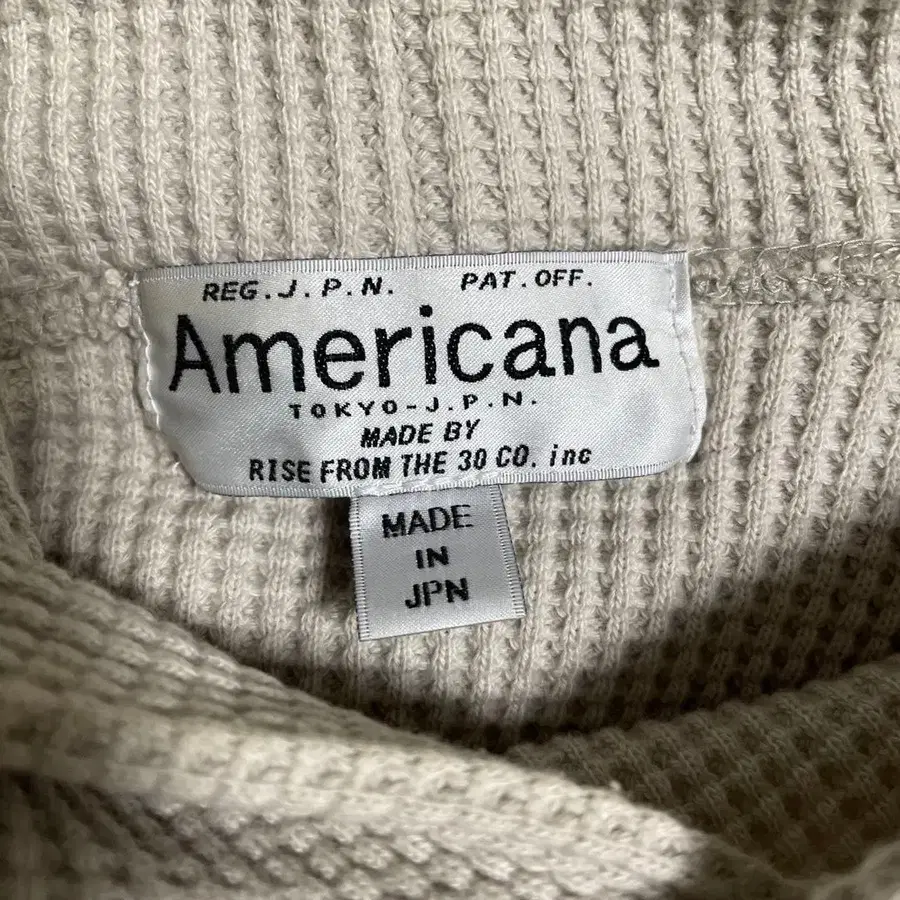 REG.J.P.N. PAT.OFF.
Americana
TOKYO-J.P.N.
MADE BY
RISE FROM THE 30 CO. inc
MADE
IN
JPN